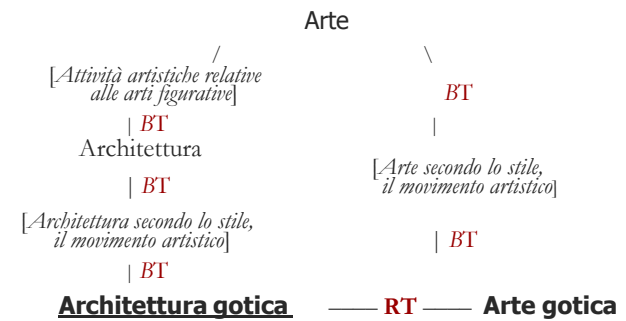 Arte
/ \
[Attività artistiche relative
alle arti figurative] BT
| BT |
Architettura
[Arte secondo lo stile,
il movimento artistico]
| BT
[Architettura secondo lo stile,
il movimento artistico] | BT
| BT
Architettura gotica —— RT —— Arte gotica